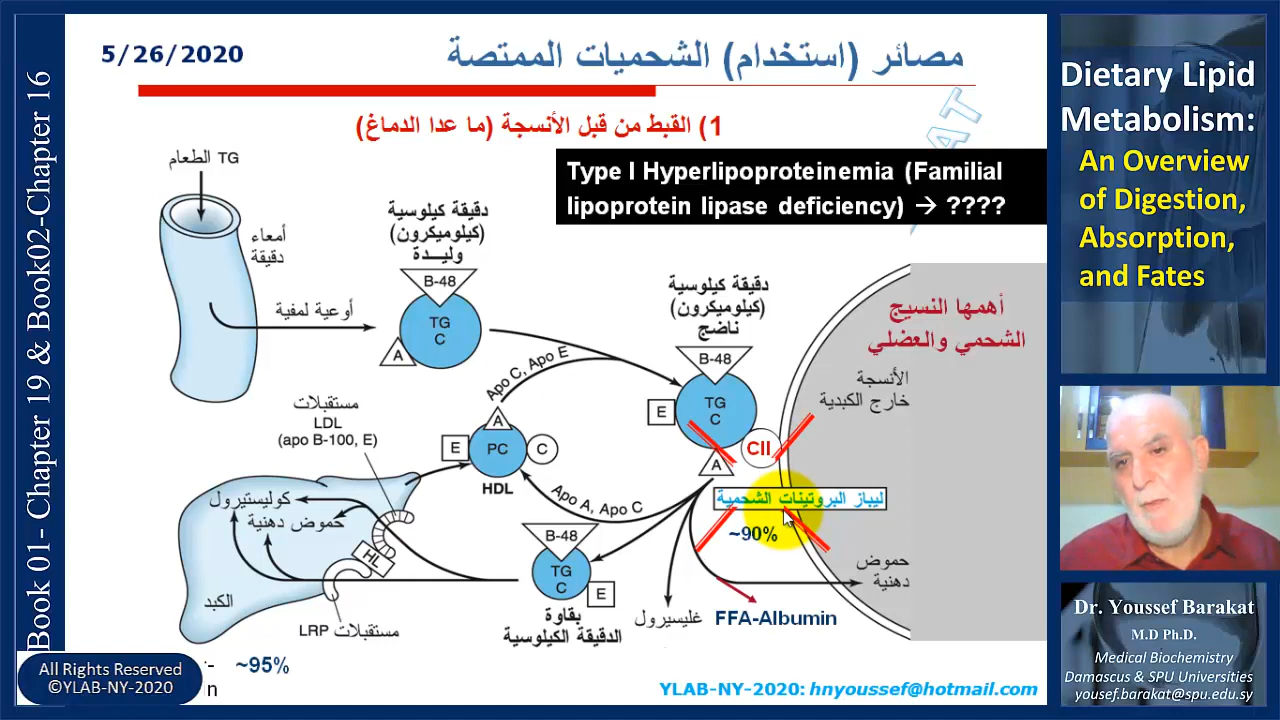 5/26/2020
مصائر (استخدام) الشحميات الممتصة
1) القبط من قبل الأنسجة (ما عدا الدماغ)
Type I Hyperlipoproteinemia (Familial
lipoprotein lipase deficiency) → ????
TG الطعام
أمعاء
دقيقة
أوعية لمفية
دقيقة كيلوسية
(كيلوميكرون)
وليـــدة
B-48
TG
C
A
Apo C, Apo E
دقيقة كيلوسية
(كيلوميكرون)
ناضج
B-48
TG
C
E
CII
A
أهمها النسيج
الشحمي والعضلي
الأنسجة
خارج الكبدية
ليباز البروتينات الشحمية
~90%
حموض
دهنية
FFA-Albumin
غليسيرول
A
E
PC
C
HDL
Apo A, Apo C
مستقبلات
LDL
(apo B-100, E)
كوليستيرول
حموض دهنية
HL
الكبد
مستقبلات LRP
B-48
TG
C
E
بقاوة
الدقيقة الكيلوسية
~95%
YLAB-NY-2020: hnyoussef@hotmail.com
All Rights Reserved
©YLAB-NY-2020
Book 01- Chapter 19 & Book02-Chapter 16
Dietary Lipid
Metabolism:
An Overview
of Digestion,
Absorption,
and Fates
Dr. Youssef Barakat
M.D Ph.D.
Medical Biochemistry
Damascus & SPU Universities
yousef.barakat@spu.edu.sy